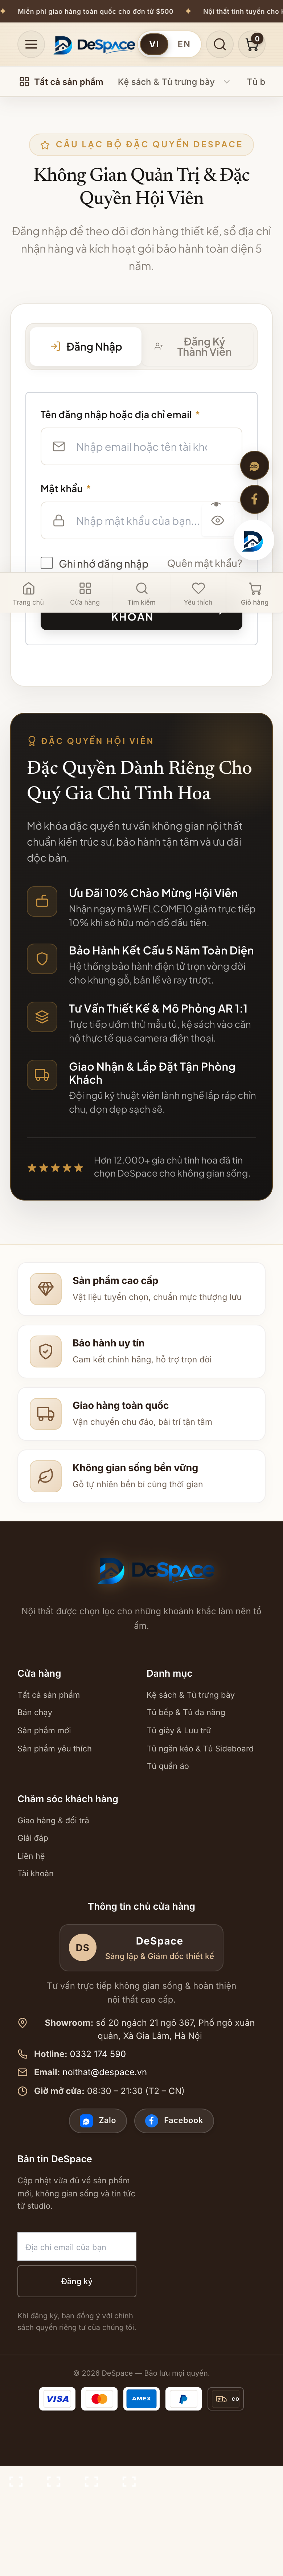 Miễn phí giao hàng toàn quốc cho đơn từ $500
Nội thất tinh tuyển cho
DeSpace
VI
EN
0
Tất cả sản phẩm
Kệ sách & Tủ trưng bày
Tủ b
CÂU LẠC BỘ ĐẶC QUYỀN DESPACE
Không Gian Quản Trị & Đặc
Quyền Hội Viên
Đăng nhập để theo dõi đơn hàng thiết kế, sổ địa chỉ
nhận hàng và kích hoạt gói bảo hành toàn diện 5
năm.
Đăng Nhập
Đăng Ký
Thành Viên
Tên đăng nhập hoặc địa chỉ email *
Nhập email hoặc tên tài kh
Mật khẩu *
Nhập mật khẩu của bạn...
Ghi nhớ đăng nhập
Quên mật khẩu?
Trang chủ
Cửa hàng
Tìm kiếm
Yêu thích
Giỏ hàng
KHOẢN
ĐẶC QUYỀN HỘI VIÊN
Đặc Quyền Dành Riêng Cho
Quý Gia Chủ Tinh Hoa
Mở khóa đặc quyền tư vấn không gian nội thất
chuẩn kiến trúc sư, bảo hành tận tâm và ưu đãi
độc bản.
Ưu Đãi 10% Chào Mừng Hội Viên
Nhận ngay mã WELCOME10 giảm trực tiếp
10% khi sở hữu món đồ đầu tiên.
Bảo Hành Kết Cấu 5 Năm Toàn Diện
Hệ thống bảo hành điện tử trọn vòng đời
cho khung gỗ, bản lề và ray trượt.
Tư Vấn Thiết Kế & Mô Phỏng AR 1:1
Trực tiếp ướm thử mẫu tủ, kệ sách vào căn
hộ thực tế qua camera điện thoại.
Giao Nhận & Lắp Đặt Tận Phòng
Khách
Đội ngũ kỹ thuật viên lành nghề lắp ráp chỉn
chu, dọn dẹp sạch sẽ.
Hơn 12.000+ gia chủ tinh hoa đã tin
chọn DeSpace cho không gian sống.
Sản phẩm cao cấp
Vật liệu tuyển chọn, chuẩn mực thượng lưu
Bảo hành uy tín
Cam kết chính hãng, hỗ trợ trọn đời
Giao hàng toàn quốc
Vận chuyển chu đáo, bài trí tận tâm
Không gian sống bền vững
Gỗ tự nhiên bền bỉ cùng thời gian
DeSpace
Nội thất được chọn lọc cho những khoảnh khắc làm nên tổ
ấm.
Cửa hàng
Tất cả sản phẩm
Bán chạy
Sản phẩm mới
Sản phẩm yêu thích
Danh mục
Kệ sách & Tủ trưng bày
Tủ bếp & Tủ đa năng
Tủ giày & Lưu trữ
Tủ ngăn kéo & Tủ Sideboard
Tủ quần áo
Chăm sóc khách hàng
Giao hàng & đổi trả
Giải đáp
Liên hệ
Tài khoản
Thông tin chủ cửa hàng
DS
DeSpace
Sáng lập & Giám đốc thiết kế
Tư vấn trực tiếp không gian sống & hoàn thiện
nội thất cao cấp.
Showroom: số 20 ngách 21 ngõ 367, Phố ngô xuân
quản, Xã Gia Lâm, Hà Nội
Hotline: 0332 174 590
Email: noithat@despace.vn
Giờ mở cửa: 08:30 – 21:30 (T2 – CN)
Zalo
Facebook
Bản tin DeSpace
Cập nhật vừa đủ về sản phẩm
mới, không gian sống và tin tức
từ studio.
Địa chỉ email của bạn
Đăng ký
Khi đăng ký, bạn đồng ý với chính
sách quyền riêng tư của chúng tôi.
© 2026 DeSpace — Bảo lưu mọi quyền.
VISA
AMEX
CO